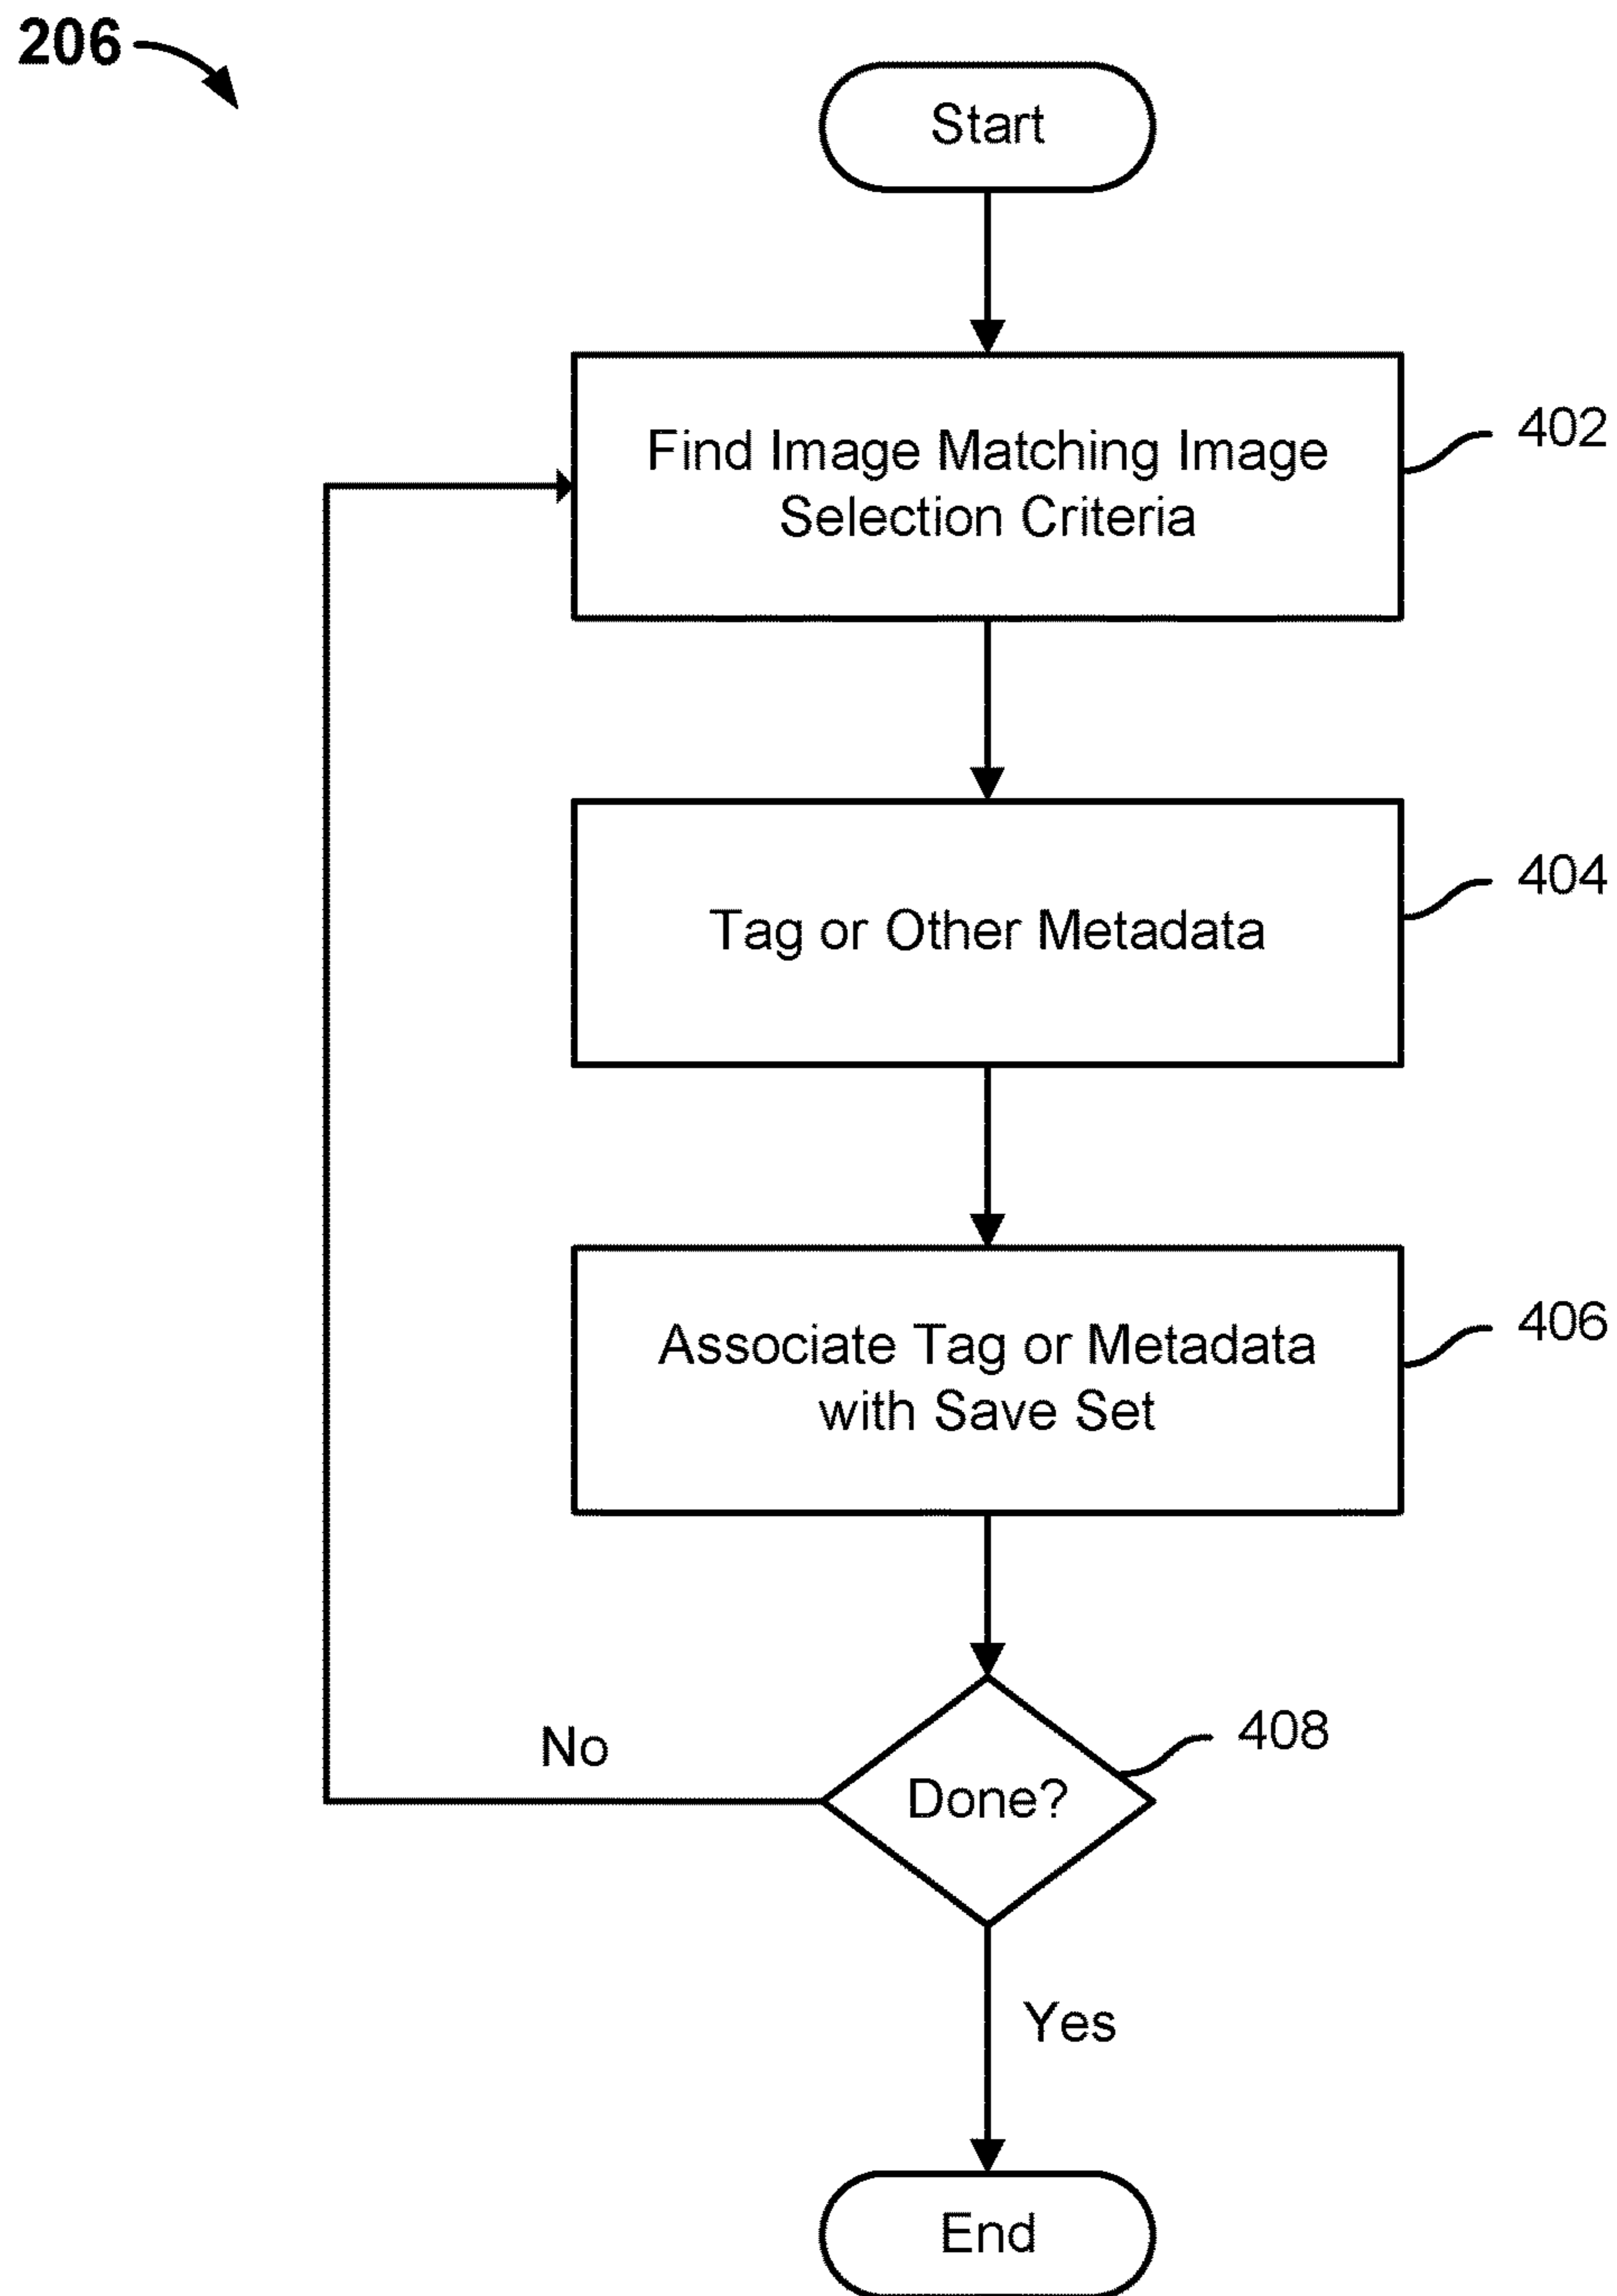 206
Start
Find Image Matching Image
Selection Criteria
402
Tag or Other Metadata
404
Associate Tag or Metadata
with Save Set
406
Done?
408
No
Yes
End